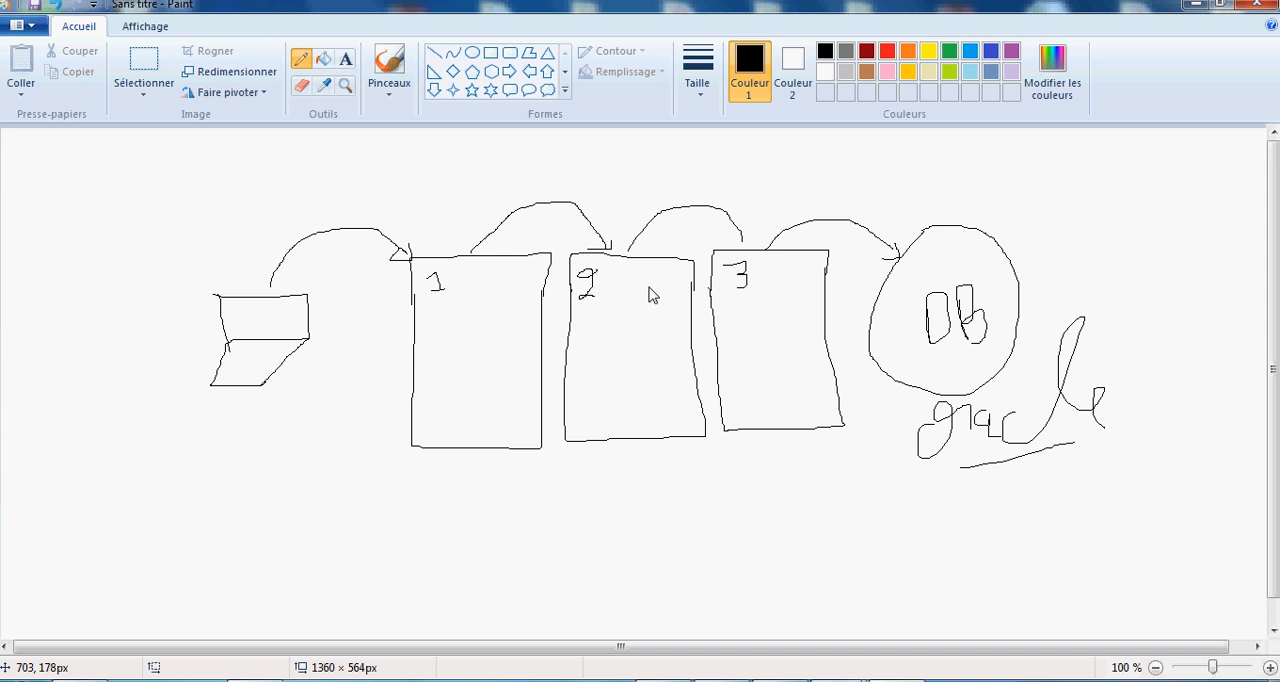 Sans titre - Paint
Accueil
Affichage
Coller
Couper
Copier
Presse-papiers
Sélectionner
Rogner
Redimensionner
Faire pivoter
Image
A
Outils
Pinceaux
Contour
Remplissage
Formes
Taille
Couleur
1
Couleur
2
Modifier les
couleurs
Couleurs
1
2
3
DB
oracle
703, 178px
1360 × 564px
100 %